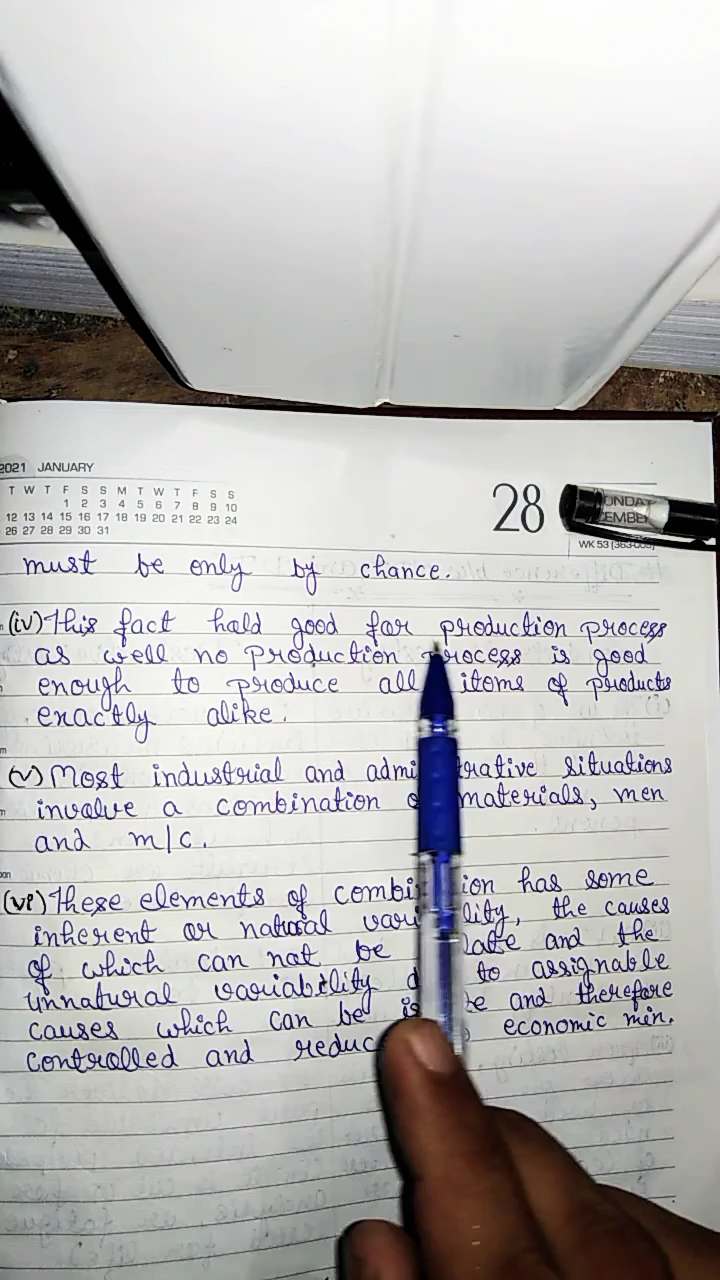 2021 JANUARY
T W T F S S M T W T F S S
1 2 3 4 5 6 7 8 9 10
12 13 14 15 16 17 18 19 20 21 22 23 24
26 27 28 29 30 31
28
WK 53
must be only by chance.
(iv) This fact hold good for production process
as well no production process is good
enough to produce all items of products
exactly alike.
(v) Most industrial and admi trative situations
involve a combination materials, men
and m/c.
(vi) These elements of combi ion has some
inherent or natural vari lity, the causes
of which can not be late and the
unnatural variability to assignable
causes which can be and therefore
controlled and reduc economic min.